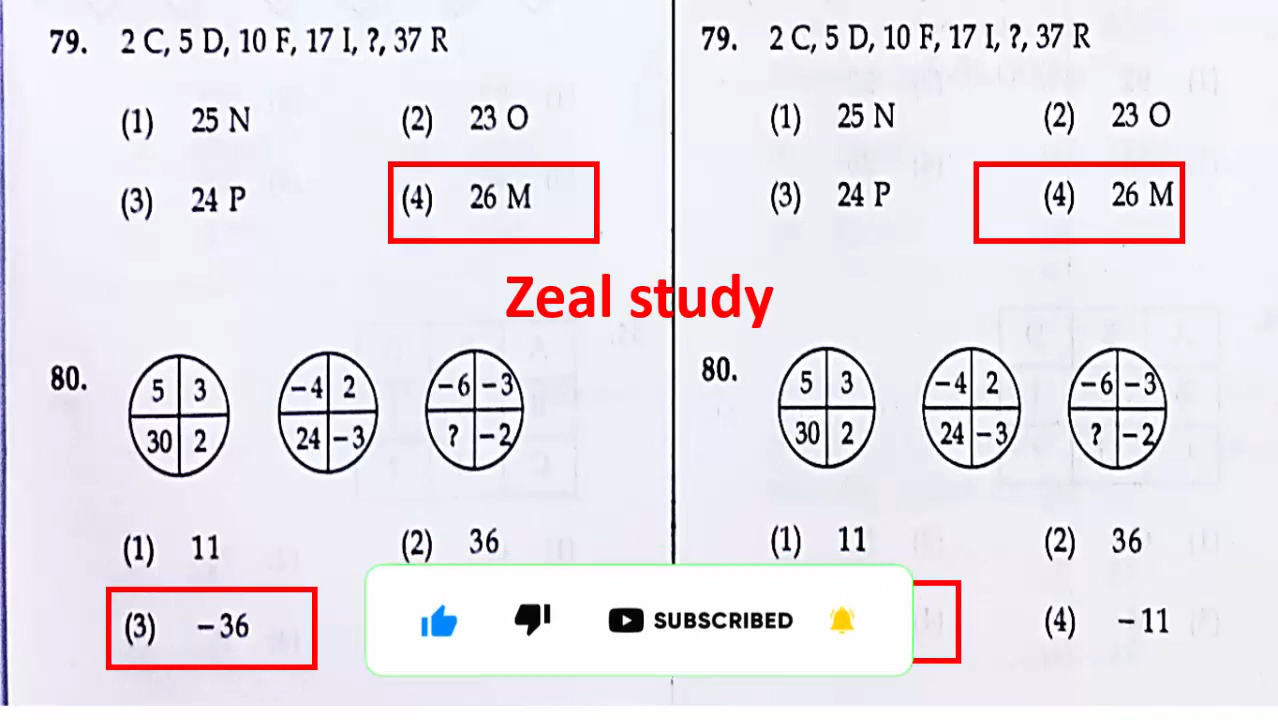 79. 2 C, 5 D, 10 F, 17 I, ?, 37 R
(1) 25 N (2) 23 O
(3) 24 P (4) 26 M
80.
5 3 -4 2 -6 -3
30 2 24 -3 ? -2
(1) 11 (2) 36
(3) -36
79. 2 C, 5 D, 10 F, 17 I, ?, 37 R
(1) 25 N (2) 23 O
(3) 24 P (4) 26 M
80.
5 3 -4 2 -6 -3
30 2 24 -3 ? -2
(1) 11 (2) 36
(4) -11
Zeal study
SUBSCRIBED